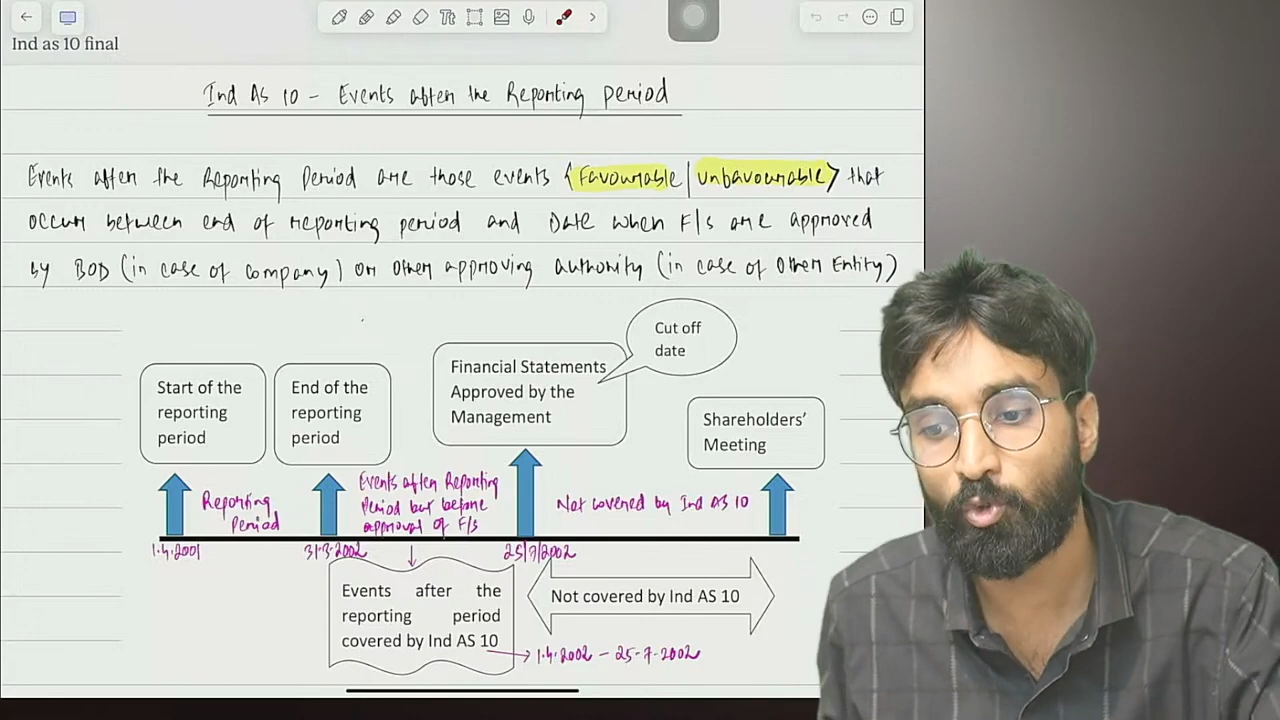 Ind as 10 final
Ind AS 10 - Events after the Reporting Period
Events after the Reporting Period are those events (Favourable | unfavourable) that
occur between end of reporting period and Date when F/s are approved
by BOD (in case of company) or other approving authority (in case of other Entity)
Cut off
date
Financial Statements
Approved by the
Management
Start of the
reporting
period
End of the
reporting
period
Shareholders'
Meeting
Reporting
Period
Events after Reporting
Period but before
approval of F/s
Not covered by Ind AS 10
1.4.2001
31.3.2002
25/7/2002
Events after the
reporting period
covered by Ind AS 10
Not covered by Ind AS 10
1.4.2002 - 25-7-2002